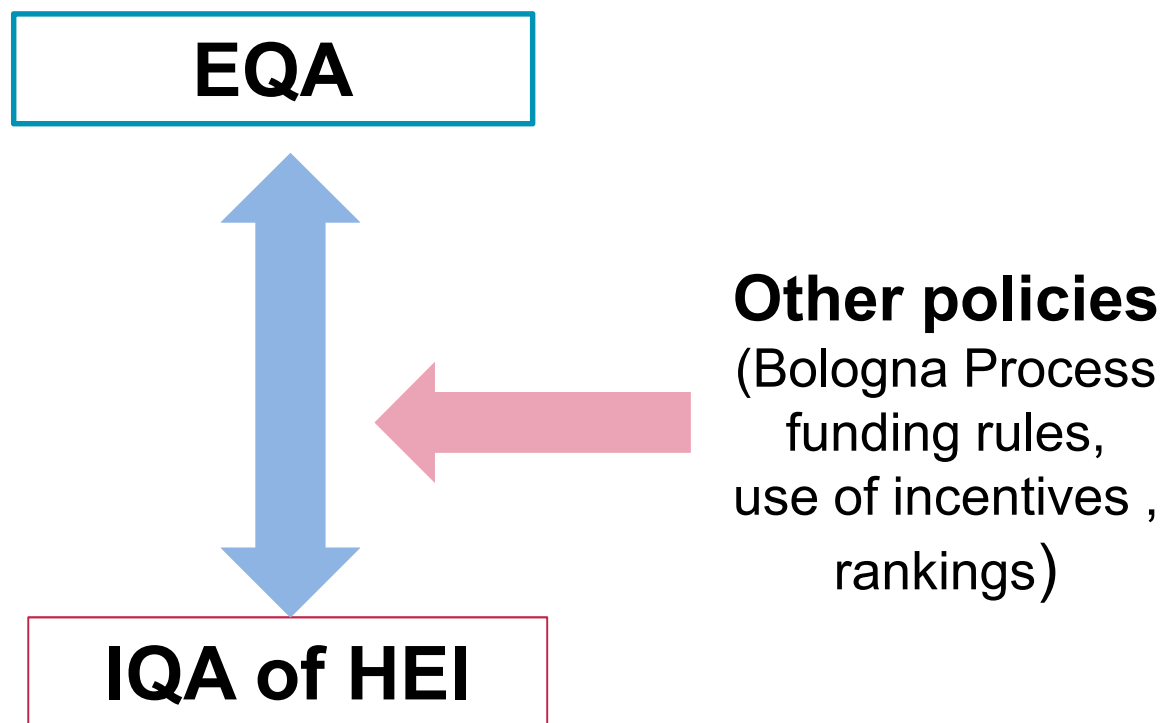 EQA
Other policies
(Bologna Process
funding rules,
use of incentives ,
rankings)
IQA of HEI